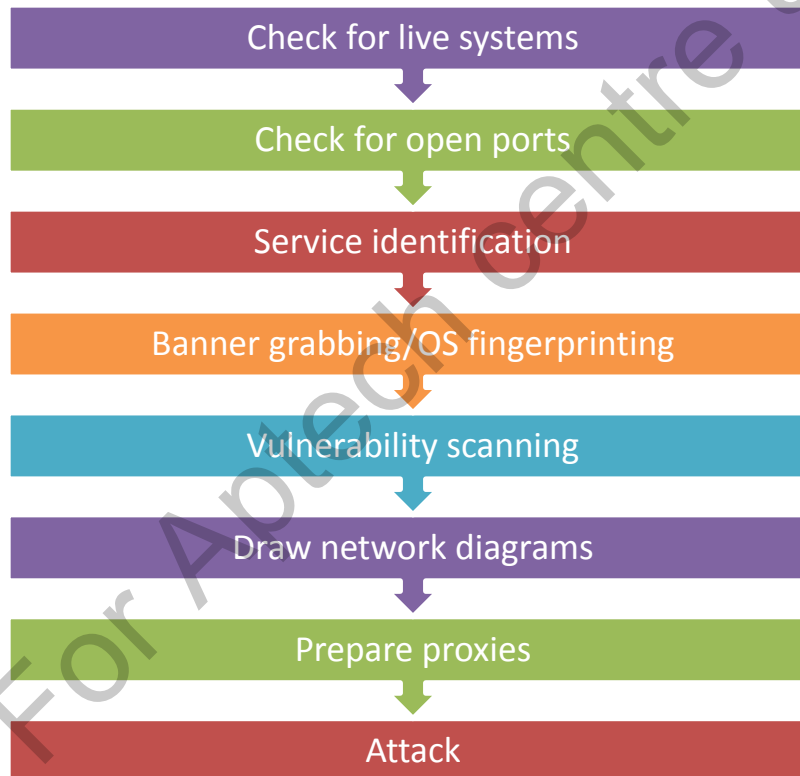 Check for live systems
Check for open ports
Service identification
Banner grabbing/OS fingerprinting
Vulnerability scanning
Draw network diagrams
Prepare proxies
Attack
For Aptech centre